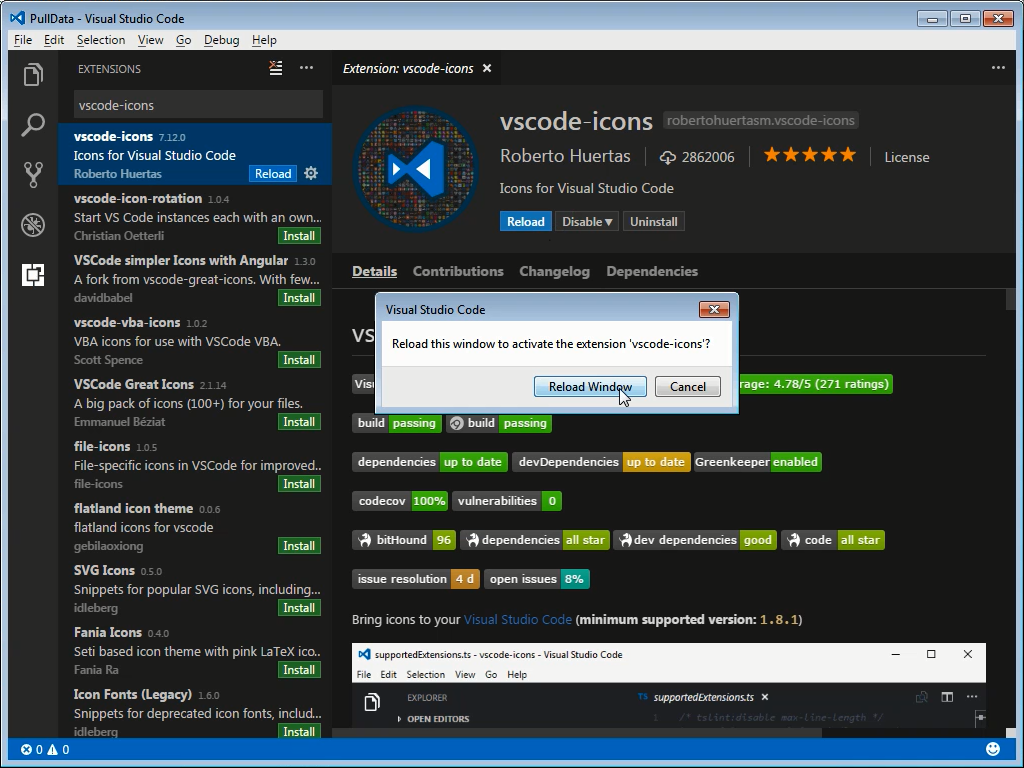 PullData - Visual Studio Code
File Edit Selection View Go Debug Help
EXTENSIONS
vscode-icons
vscode-icons 7.12.0
Icons for Visual Studio Code
Roberto Huertas Reload
vscode-icon-rotation 1.0.4
Start VS Code instances each with an own...
Christian Oetterli Install
VSCode simpler Icons with Angular 1.3.0
A fork from vscode-great-icons. With few...
davidbabel Install
vscode-vba-icons 1.0.2
VBA icons for use with VSCode VBA.
Scott Spence Install
VSCode Great Icons 2.1.14
A big pack of icons (100+) for your files.
Emmanuel Béziat Install
file-icons 1.0.5
File-specific icons in VSCode for improved...
file-icons Install
flatland icon theme 0.0.6
flatland icons for vscode
gebilaoxiong Install
SVG Icons 0.5.0
Snippets for popular SVG icons, including...
idleberg Install
Fania Icons 0.4.0
Seti based icon theme with pink LaTeX ico...
Fania Ra Install
Icon Fonts (Legacy) 1.6.0
Snippets for deprecated icon fonts, includ...
idleberg Install
Extension: vscode-icons
vscode-icons robertohuertasm.vscode-icons
Roberto Huertas 2862006 License
Icons for Visual Studio Code
Reload Disable▼ Uninstall
Details Contributions Changelog Dependencies
Visual Studio Code
Reload this window to activate the extension 'vscode-icons'?
Reload Window Cancel
rage: 4.78/5 (271 ratings)
build passing build passing
dependencies up to date devDependencies up to date Greenkeeper enabled
codecov 100% vulnerabilities 0
bitHound 96 dependencies all star dev dependencies good code all star
issue resolution 4 d open issues 8%
Bring icons to your Visual Studio Code (minimum supported version: 1.8.1)
supportedExtensions.ts - vscode-icons - Visual Studio Code
File Edit Selection View Go Help
EXPLORER
OPEN EDITORS
TS supportedExtensions.ts
1 /* tslint:disable max-line-length */
0 0